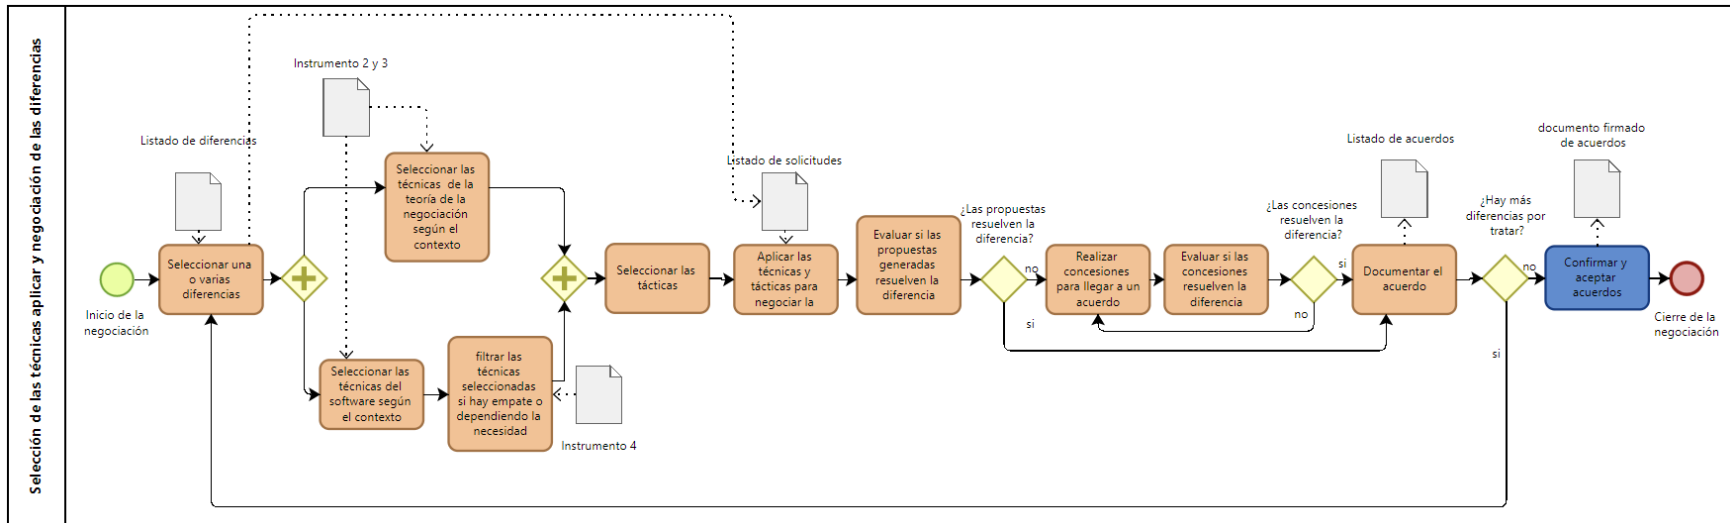 Selección de las técnicas aplicar y negociación de las diferencias
Inicio de la
negociación
Listado de diferencias
Seleccionar una
o varias
diferencias
Instrumento 2 y 3
Seleccionar las
técnicas de la
teoría de la
negociación
según el
contexto
Seleccionar las
técnicas del
software según
el contexto
filtrar las
técnicas
seleccionadas
si hay empate o
dependiendo la
necesidad
Instrumento 4
Seleccionar las
tácticas
Listado de solicitudes
Aplicar las
técnicas y
tácticas para
negociar la
Evaluar si las
propuestas
generadas
resuelven la
diferencia
¿Las propuestas
resuelven la
diferencia?
no
si
Realizar
concesiones
para llegar a un
acuerdo
Evaluar si las
concesiones
resuelven la
diferencia
¿Las concesiones
resuelven la
diferencia?
si
no
Listado de acuerdos
Documentar el
acuerdo
¿Hay más
diferencias por
tratar?
no
si
documento firmado
de acuerdos
Confirmar y
aceptar
acuerdos
Cierre de la
negociación